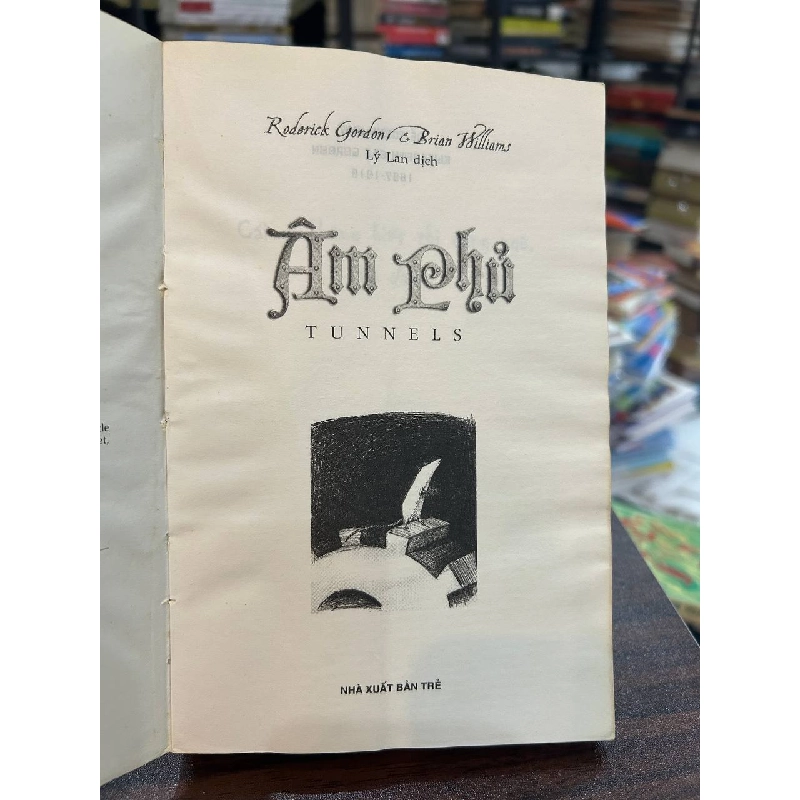 Roderick Gordon & Brian Williams
Lý Lan dịch
Âm Phủ
TUNNELS
NHÀ XUẤT BẢN TRẺ